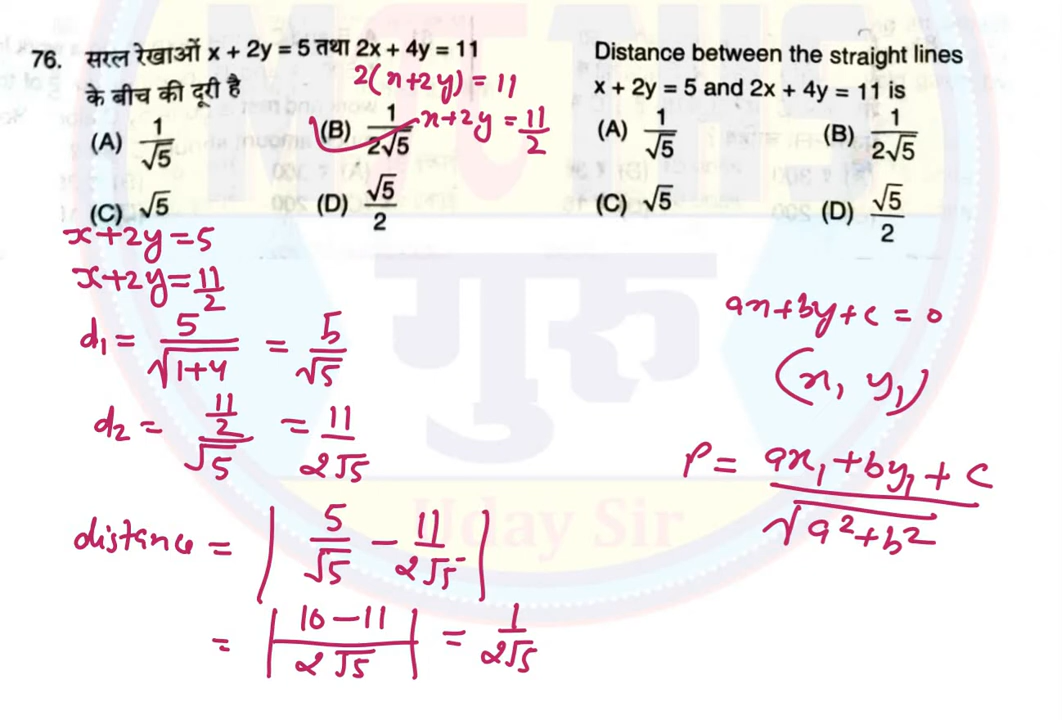 76. सरल रेखाओं x + 2y = 5 तथा 2x + 4y = 11
के बीच की दूरी है
2(x+2y) = 11
x+2y = 11/2
(A) 1/√5
(B) 1/2√5
(C) √5
(D) √5/2
Distance between the straight lines
x + 2y = 5 and 2x + 4y = 11 is
(A) 1/√5
(B) 1/2√5
(C) √5
(D) √5/2
x+2y=5
x+2y=11/2
d₁ = 5/√1+4 = 5/√5
d₂ = 11/2/√5 = 11/2√5
distance = | 5/√5 - 11/2√5 |
= | 10-11/2√5 | = 1/2√5
ax+by+c = 0
(x, y₁)
P = ax₁+by₁+c/√a²+b²
गुरु
Uday Sir